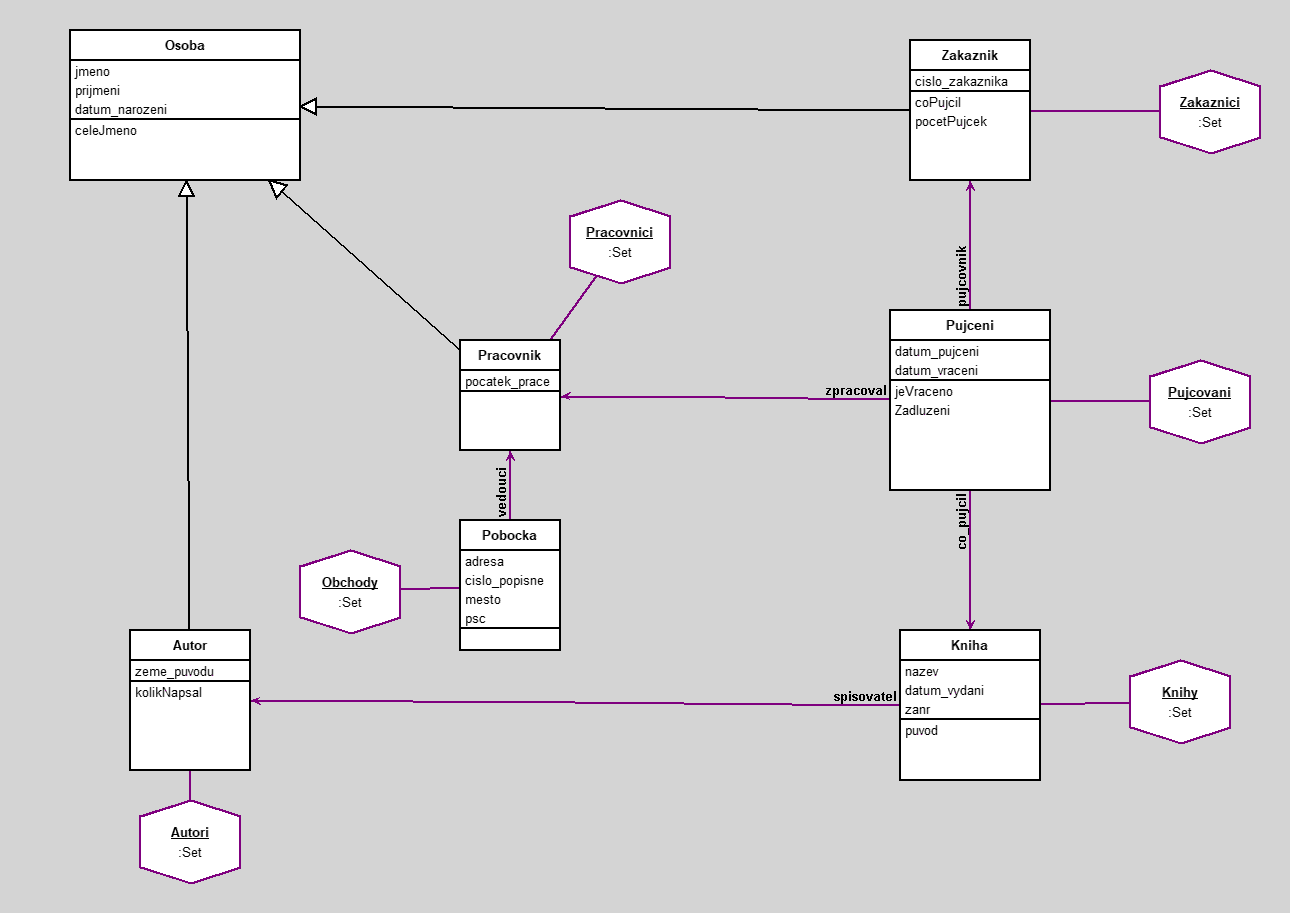 Osoba
jmeno
prijmeni
datum_narozeni
celeJmeno
Zakaznik
cislo_zakaznika
coPujcil
pocetPujcek
Zakaznici
:Set
Pracovnici
:Set
pujcovnik
Pracovnik
pocatek_prace
zpracoval
Pujceni
datum_pujceni
datum_vraceni
jeVraceno
Zadluzeni
Pujcovani
:Set
vedouci
co_pujcil
Obchody
:Set
Pobocka
adresa
cislo_popisne
mesto
psc
Autor
zeme_puvodu
kolikNapsal
spisovatel
Kniha
nazev
datum_vydani
zanr
puvod
Knihy
:Set
Autori
:Set